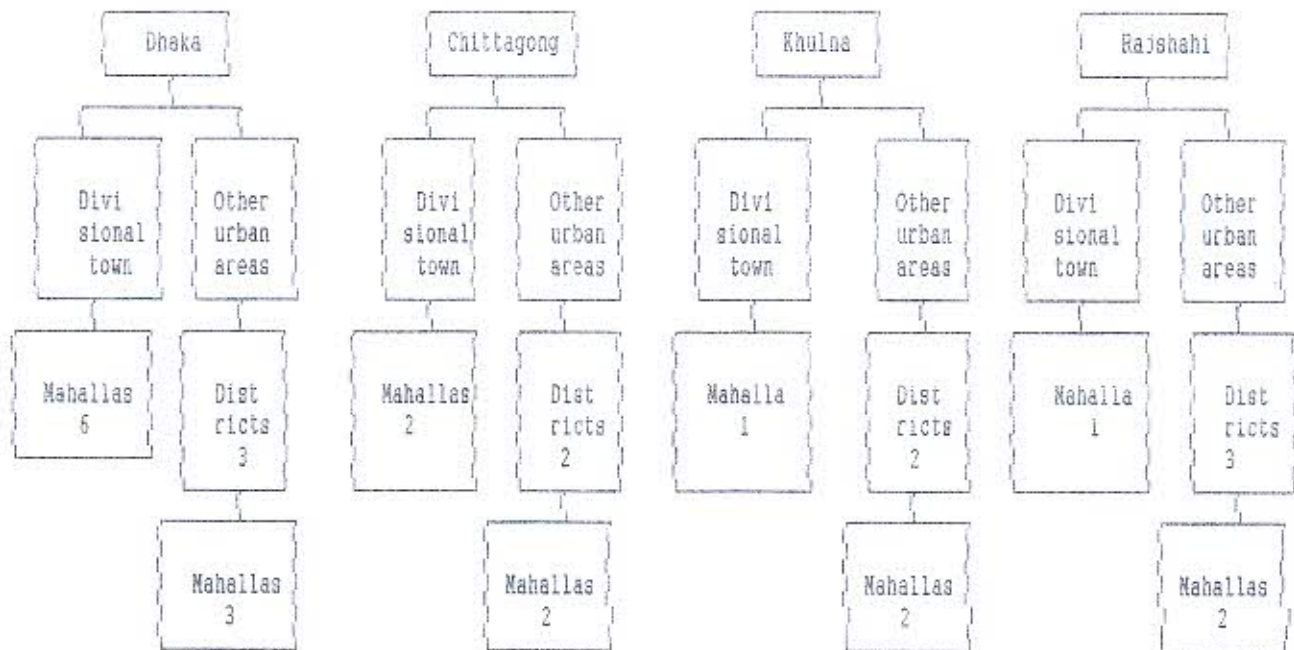 Dhaka
Chittagong
Khulna
Rajshahi
Divi
sional
town
Other
urban
areas
Divi
sional
town
Other
urban
areas
Divi
sional
town
Other
urban
areas
Divi
sional
town
Other
urban
areas
Mahallas
6
Dist
ricts
3
Mahallas
2
Dist
ricts
2
Mahalla
1
Dist
ricts
2
Mahalla
1
Dist
ricts
3
Mahallas
3
Mahallas
2
Mahallas
2
Mahallas
2